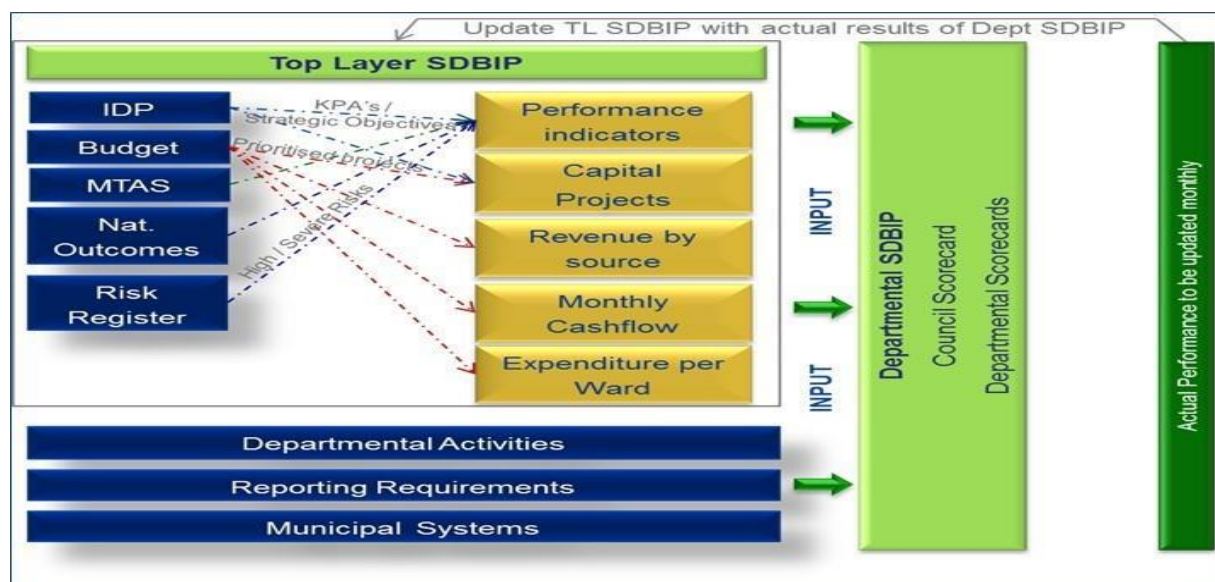 Update TL SDBIP with actual results of Dept SDBIP
Top Layer SDBIP
IDP
Budget
MTAS
Nat.
Outcomes
Risk
Register
KPA's /
Strategic Objectives
Prioritised projects
High / Severe Risks
Performance
indicators
Capital
Projects
Revenue by
source
Monthly
Cashflow
Expenditure per
Ward
INPUT
INPUT
Departmental Activities
Reporting Requirements
Municipal Systems
Departmental SDBIP
Council Scorecard
Departmental Scorecards
Actual Performance to be updated monthly